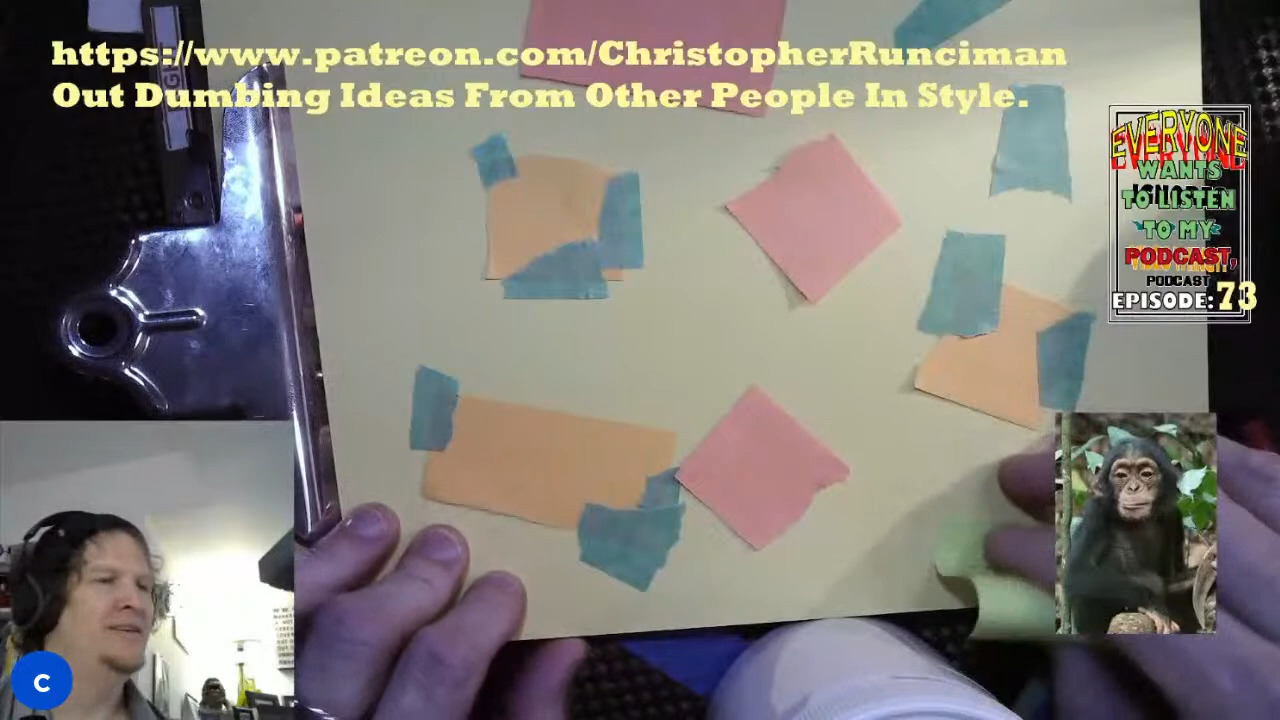 https://www.patreon.com/ChristopherRunciman
Out Dumbing Ideas From Other People In Style.
EVERYONE
WANTS
TO LISTEN
TO MY
PODCAST,
PODCAST
EPISODE: 73
C